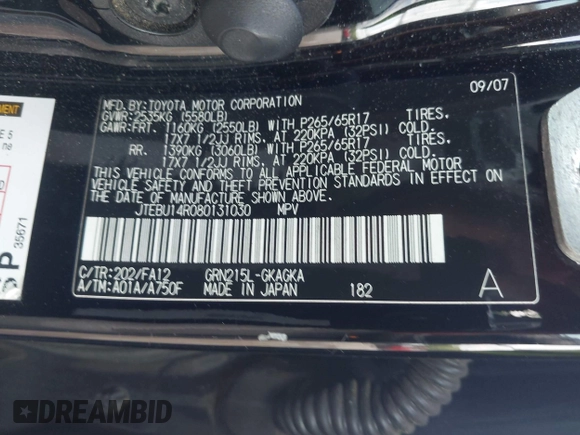 MFD.BY:TOYOTA MOTOR CORPORATION 09/07
GVWR:2535KG (5580LB)
GAWR:FRT. 1160KG (2550LB) WITH P265/65R17 TIRES.
17X7 1/2JJ RIMS. AT 220KPA (32PSI) COLD.
RR. 1390KG (3060LB) WITH P265/65R17 TIRES.
17X7 1/2JJ RIMS. AT 220KPA (32PSI) COLD.
THIS VEHICLE CONFORMS TO ALL APPLICABLE FEDERAL MOTOR
VEHICLE SAFETY AND THEFT PREVENTION STANDARDS IN EFFECT ON
THE DATE OF MANUFACTURE SHOWN ABOVE.
JTEBU14R080131030 MPV
C/TR:202/FA12 GRN215L-GKAGKA
A/TM:A01A/A750F MADE IN JAPAN 182 A
E 5
ne
P
35671
DREAMBID